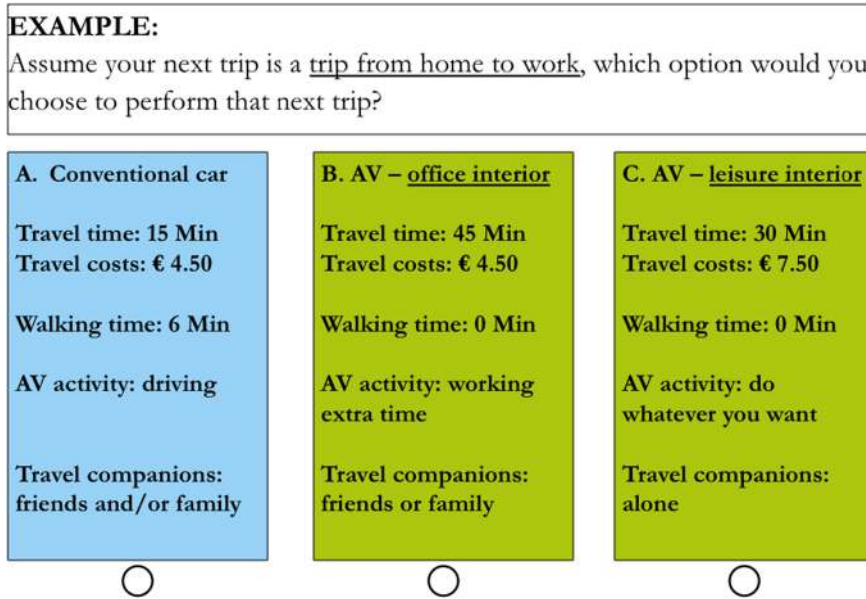 EXAMPLE:
Assume your next trip is a trip from home to work, which option would you
choose to perform that next trip?
A. Conventional car
Travel time: 15 Min
Travel costs: € 4.50
Walking time: 6 Min
AV activity: driving
Travel companions:
friends and/or family
B. AV – office interior
Travel time: 45 Min
Travel costs: € 4.50
Walking time: 0 Min
AV activity: working
extra time
Travel companions:
friends or family
C. AV – leisure interior
Travel time: 30 Min
Travel costs: € 7.50
Walking time: 0 Min
AV activity: do
whatever you want
Travel companions:
alone